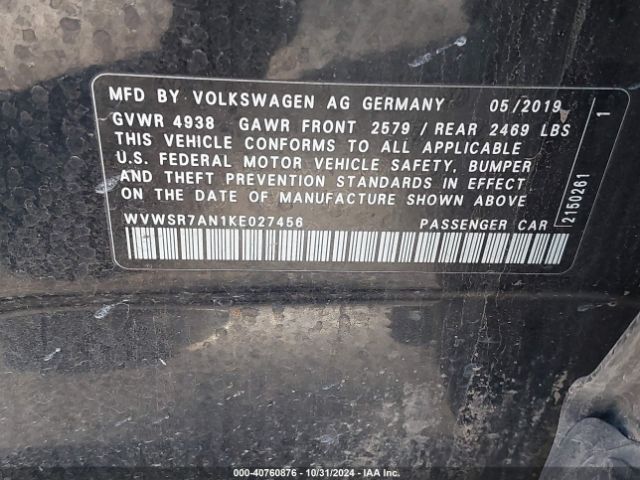 MFD BY VOLKSWAGEN AG GERMANY 05/2019
GVWR 4938 GAWR FRONT 2579 / REAR 2469 LBS
THIS VEHICLE CONFORMS TO ALL APPLICABLE
U.S. FEDERAL MOTOR VEHICLE SAFETY, BUMPER
AND THEFT PREVENTION STANDARDS IN EFFECT
ON THE DATE OF MANUFACTURE SHOWN ABOVE
WVWSR7AN1KE027456 PASSENGER CAR
2150261 1
000-40760876 - 10/31/2024 - IAA Inc.